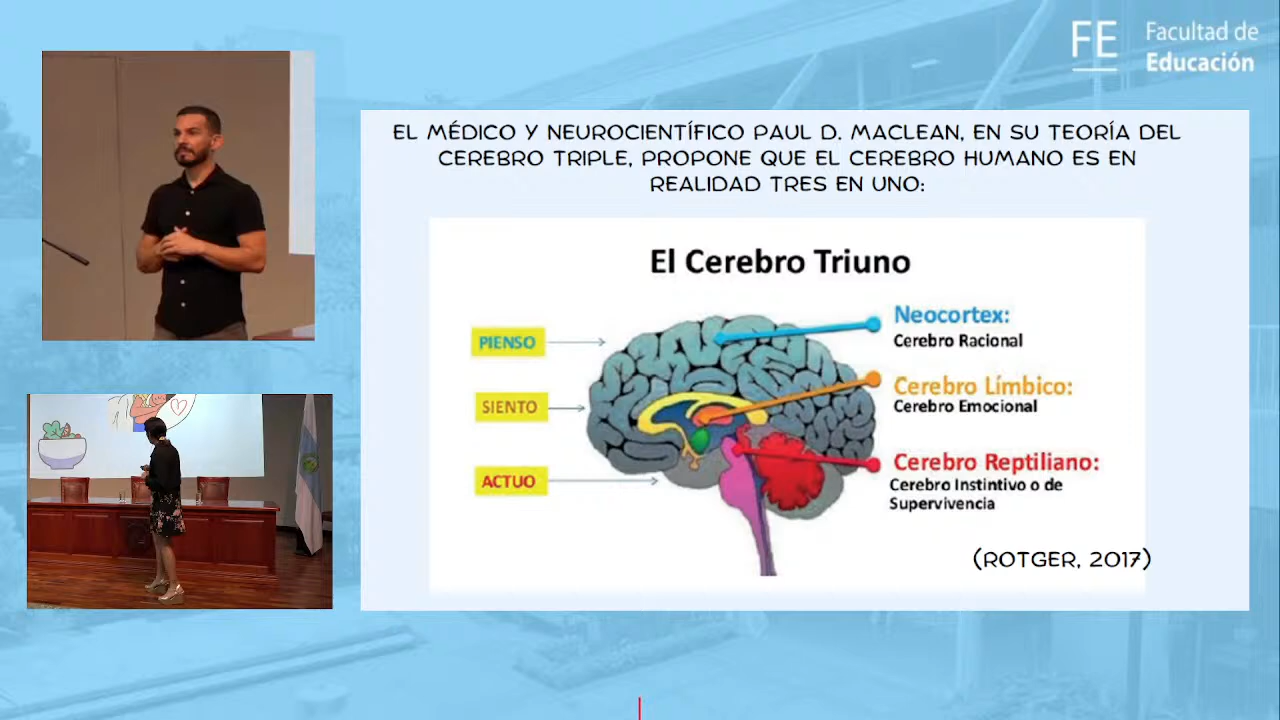 FE
Facultad de
Educación
EL MÉDICO Y NEUROCIENTÍFICO PAUL D. MACLEAN, EN SU TEORÍA DEL
CEREBRO TRIPLE, PROPONE QUE EL CEREBRO HUMANO ES EN
REALIDAD TRES EN UNO:
El Cerebro Triuno
PIENSO
SIENTO
ACTUO
Neocortex:
Cerebro Racional
Cerebro Límbico:
Cerebro Emocional
Cerebro Reptiliano:
Cerebro Instintivo o de
Supervivencia
(ROTGER, 2017)